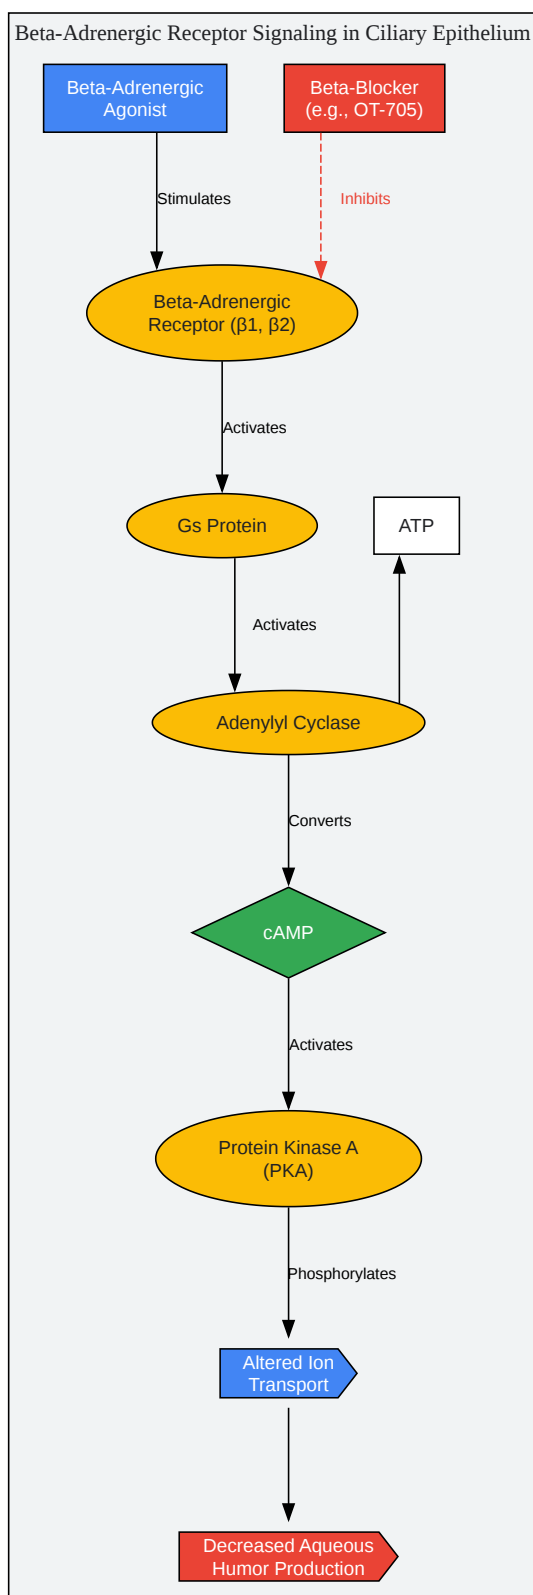 Beta-Adrenergic Receptor Signaling in Ciliary Epithelium
Beta-Adrenergic
Agonist
Beta-Blocker
(e.g., OT-705)
Stimulates
Inhibits
Beta-Adrenergic
Receptor (β1, β2)
Activates
Gs Protein
ATP
Activates
Adenylyl Cyclase
Converts
cAMP
Activates
Protein Kinase A
(PKA)
Phosphorylates
Altered Ion
Transport
Decreased Aqueous
Humor Production